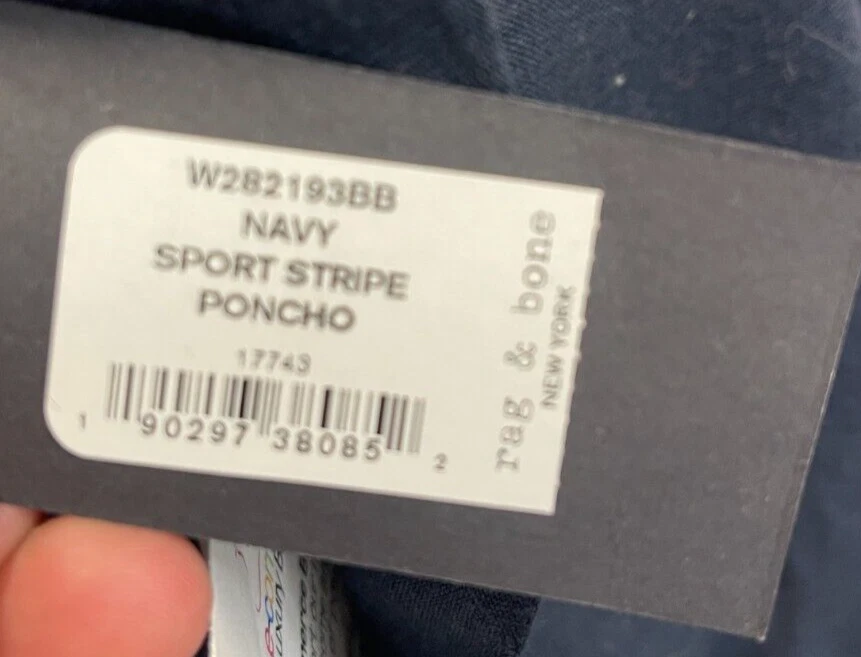 W282193BB
NAVY
SPORT STRIPE
PONCHO
17743
1 90297 38085 2
rag & bone
NEW YORK